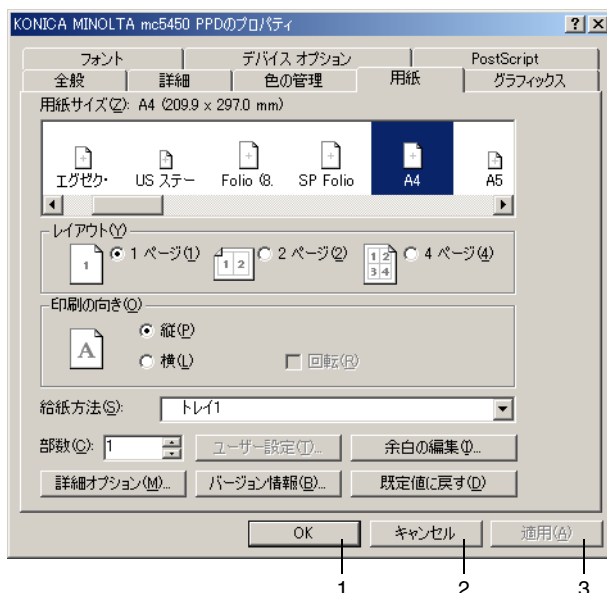 KONICA MINOLTA mc5450 PPDのプロパティ
フォント デバイス オプション PostScript
全般 詳細 色の管理 用紙 グラフィックス
用紙サイズ(Z): A4 (209.9 x 297.0 mm)
エグゼク・ US ステー Folio (8. SP Folio A4 A5
レイアウト(Y)
1 1 ページ(1) 1 2 2 ページ(2) 1 2 3 4 4 ページ(4)
印刷の向き(O)
A 縦(P)
横(L) 回転(R)
給紙方法(S): トレイ1
部数(C): 1 ユーザー設定(T)... 余白の編集(I)...
詳細オプション(M)... バージョン情報(B)... 既定値に戻す(D)
OK キャンセル 適用(A)
1 2 3